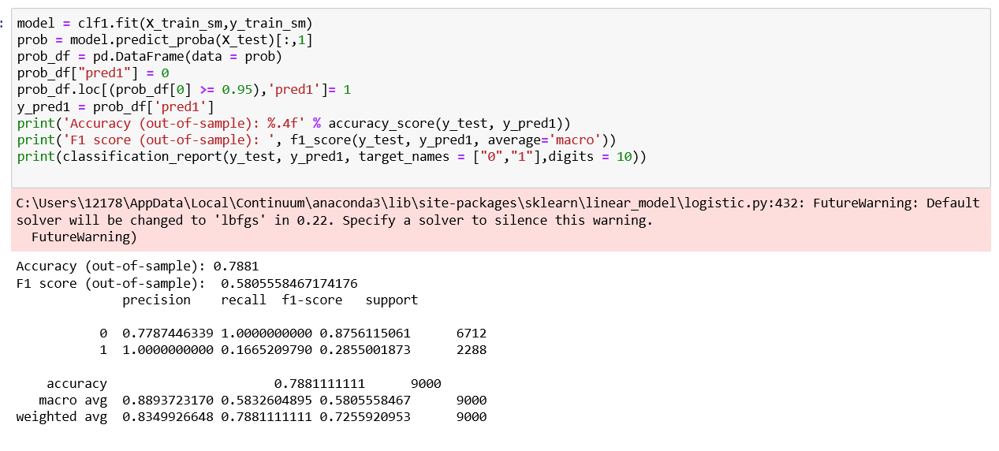 :
model = clf1.fit(X_train_sm,y_train_sm)
prob = model.predict_proba(X_test)[:,1]
prob_df = pd.DataFrame(data = prob)
prob_df["pred1"] = 0
prob_df.loc[(prob_df[0] >= 0.95),'pred1']= 1
y_pred1 = prob_df['pred1']
print('Accuracy (out-of-sample): %.4f' % accuracy_score(y_test, y_pred1))
print('F1 score (out-of-sample): ', f1_score(y_test, y_pred1, average='macro'))
print(classification_report(y_test, y_pred1, target_names = ["0","1"],digits = 10))
C:\Users\12178\AppData\Local\Continuum\anaconda3\lib\site-packages\sklearn\linear_model\logistic.py:432: FutureWarning: Default
solver will be changed to 'lbfgs' in 0.22. Specify a solver to silence this warning.
  FutureWarning)
Accuracy (out-of-sample): 0.7881
F1 score (out-of-sample):  0.5805558467174176
              precision    recall  f1-score   support
           0  0.7787446339 1.0000000000 0.8756115061      6712
           1  1.0000000000 0.1665209790 0.2855001873      2288
    accuracy                      0.7881111111      9000
   macro avg  0.8893723170 0.5832604895 0.5805558467      9000
weighted avg  0.8349926648 0.7881111111 0.7255920953      9000